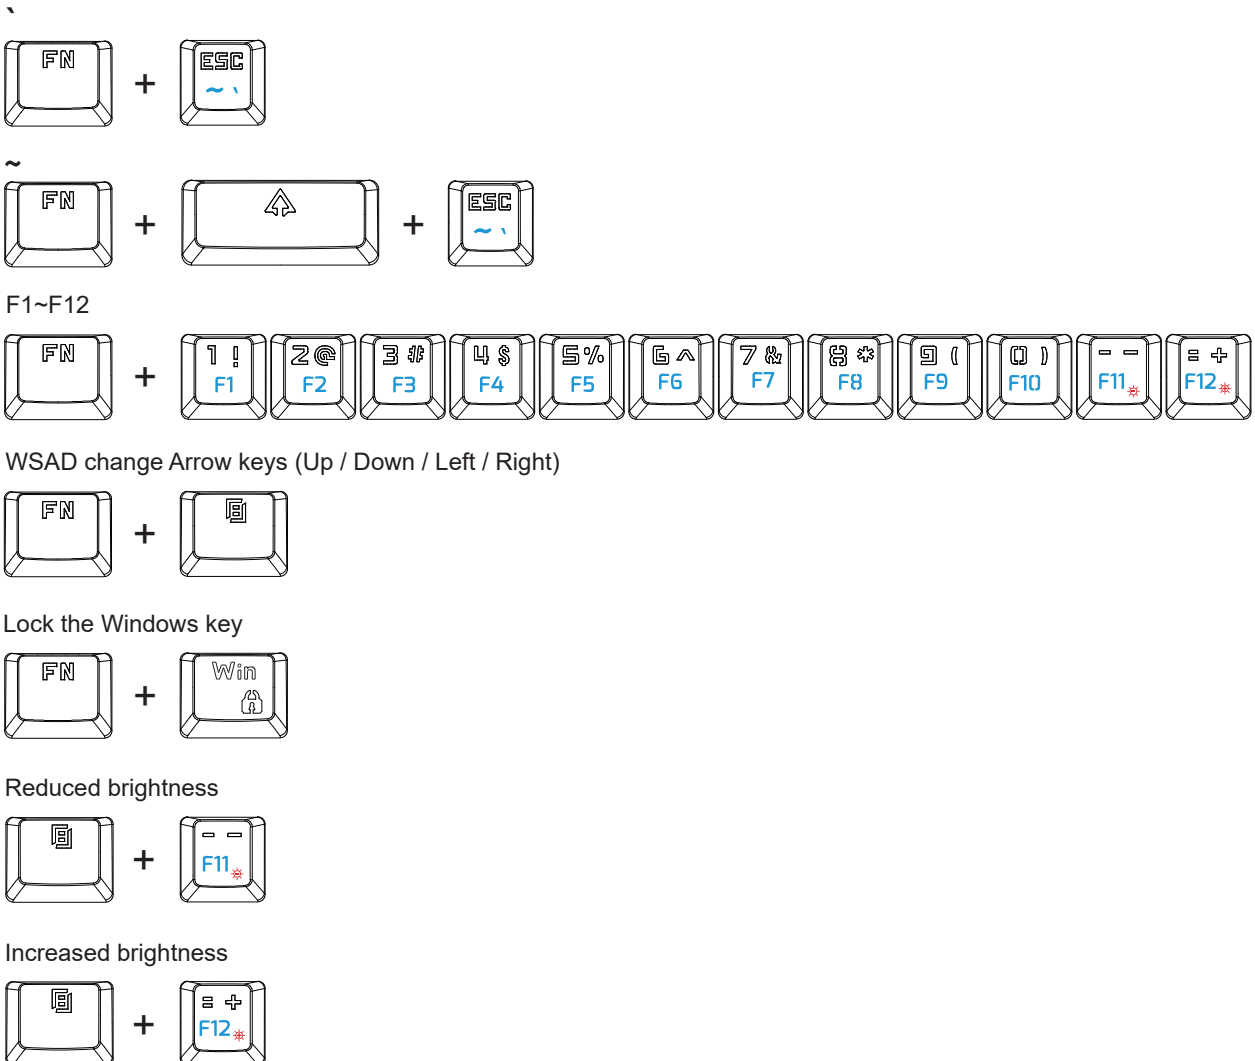 `
FN + ESC ~ `
~
FN + + ESC ~ `
F1~F12
FN + 1 ! F1 2 @ F2 3 # F3 4 $ F4 5 % F5 6 ^ F6 7 & F7 8 * F8 9 ( F9 0 ) F10 - - F11 = + F12
WSAD change Arrow keys (Up / Down / Left / Right)
FN +
Lock the Windows key
FN + Win
Reduced brightness
+ - - F11
Increased brightness
+ = + F12